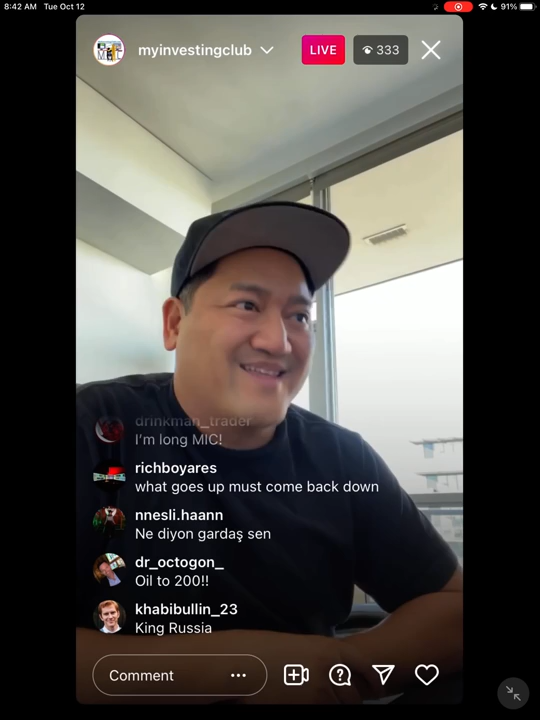 8:42 AM Tue Oct 12
91%
myinvestingclub
LIVE
333
drinkman_trader
I'm long MIC!
richboyares
what goes up must come back down
nnesli.haann
Ne diyon gardaş sen
dr_octogon_
Oil to 200!!
khabibullin_23
King Russia
Comment